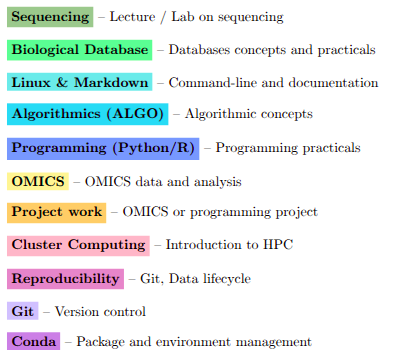 Sequencing – Lecture / Lab on sequencing
Biological Database – Databases concepts and practicals
Linux & Markdown – Command-line and documentation
Algorithmics (ALGO) – Algorithmic concepts
Programming (Python/R) – Programming practicals
OMICS – OMICS data and analysis
Project work – OMICS or programming project
Cluster Computing – Introduction to HPC
Reproducibility – Git, Data lifecycle
Git – Version control
Conda – Package and environment management